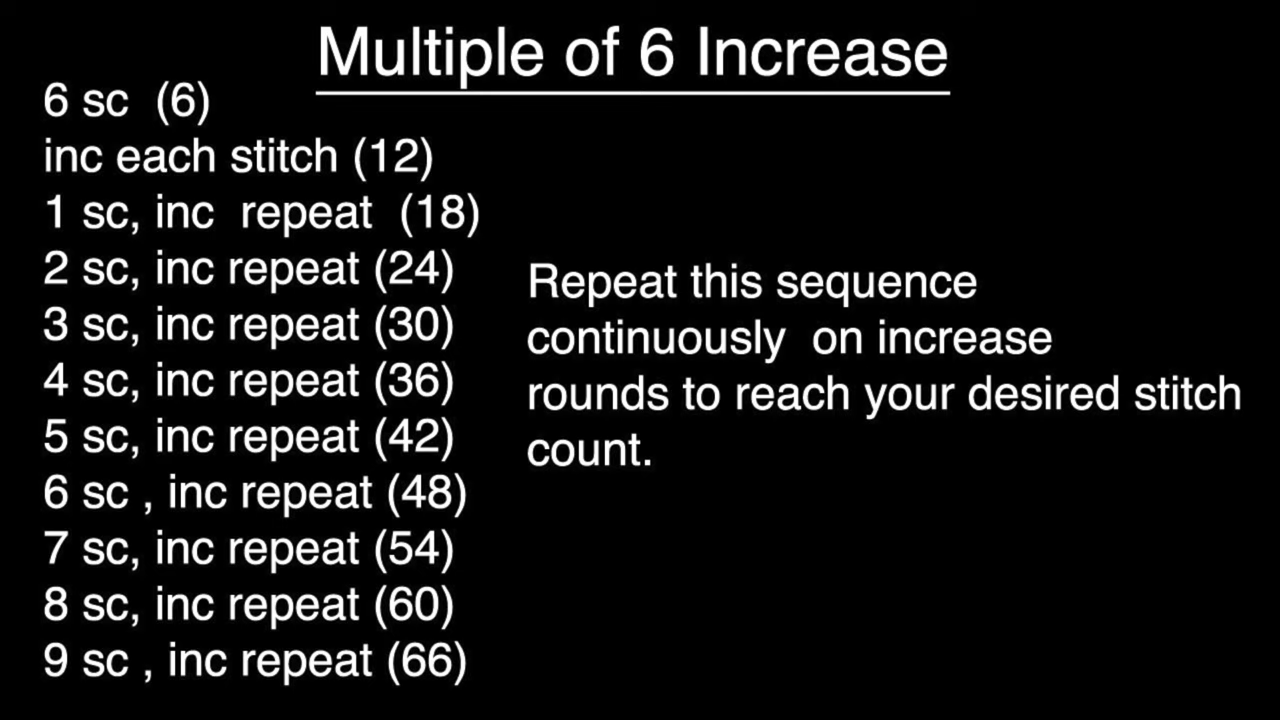 Multiple of 6 Increase
6 sc (6)
inc each stitch (12)
1 sc, inc repeat (18)
2 sc, inc repeat (24)
3 sc, inc repeat (30)
4 sc, inc repeat (36)
5 sc, inc repeat (42)
6 sc , inc repeat (48)
7 sc, inc repeat (54)
8 sc, inc repeat (60)
9 sc , inc repeat (66)
Repeat this sequence
continuously on increase
rounds to reach your desired stitch
count.